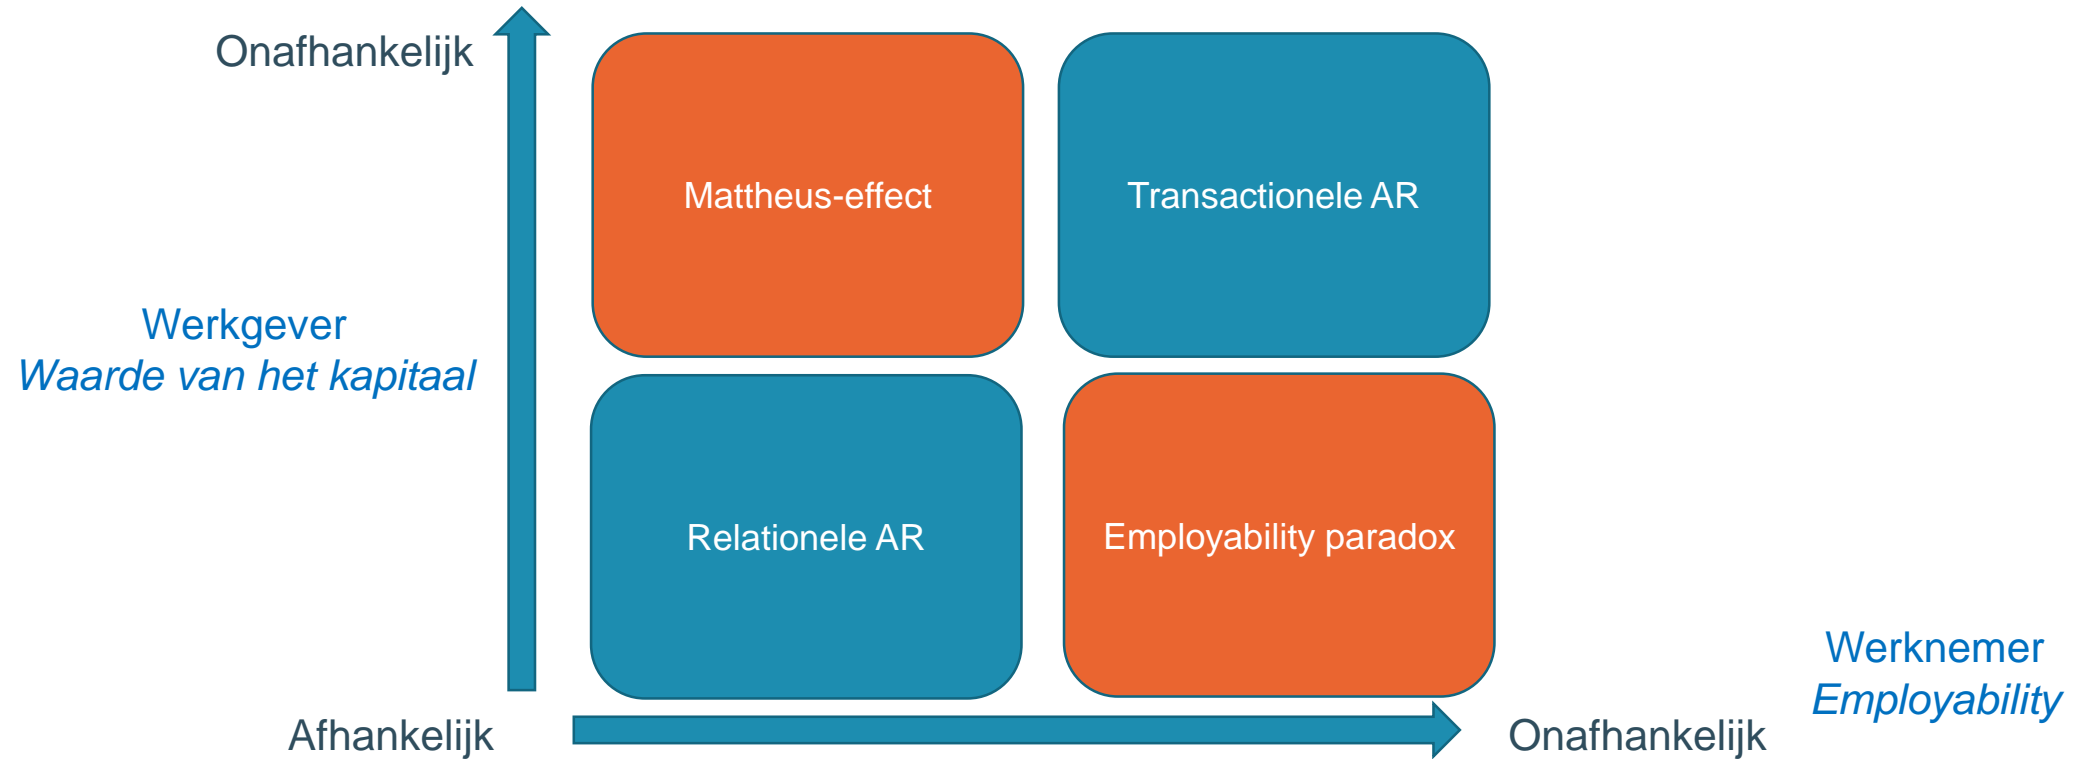 Onafhankelijk
Mattheus-effect
Transactionele AR
Werkgever
Waarde van het kapitaal
Relationele AR
Employability paradox
Werknemer
Employability
Afhankelijk
Onafhankelijk